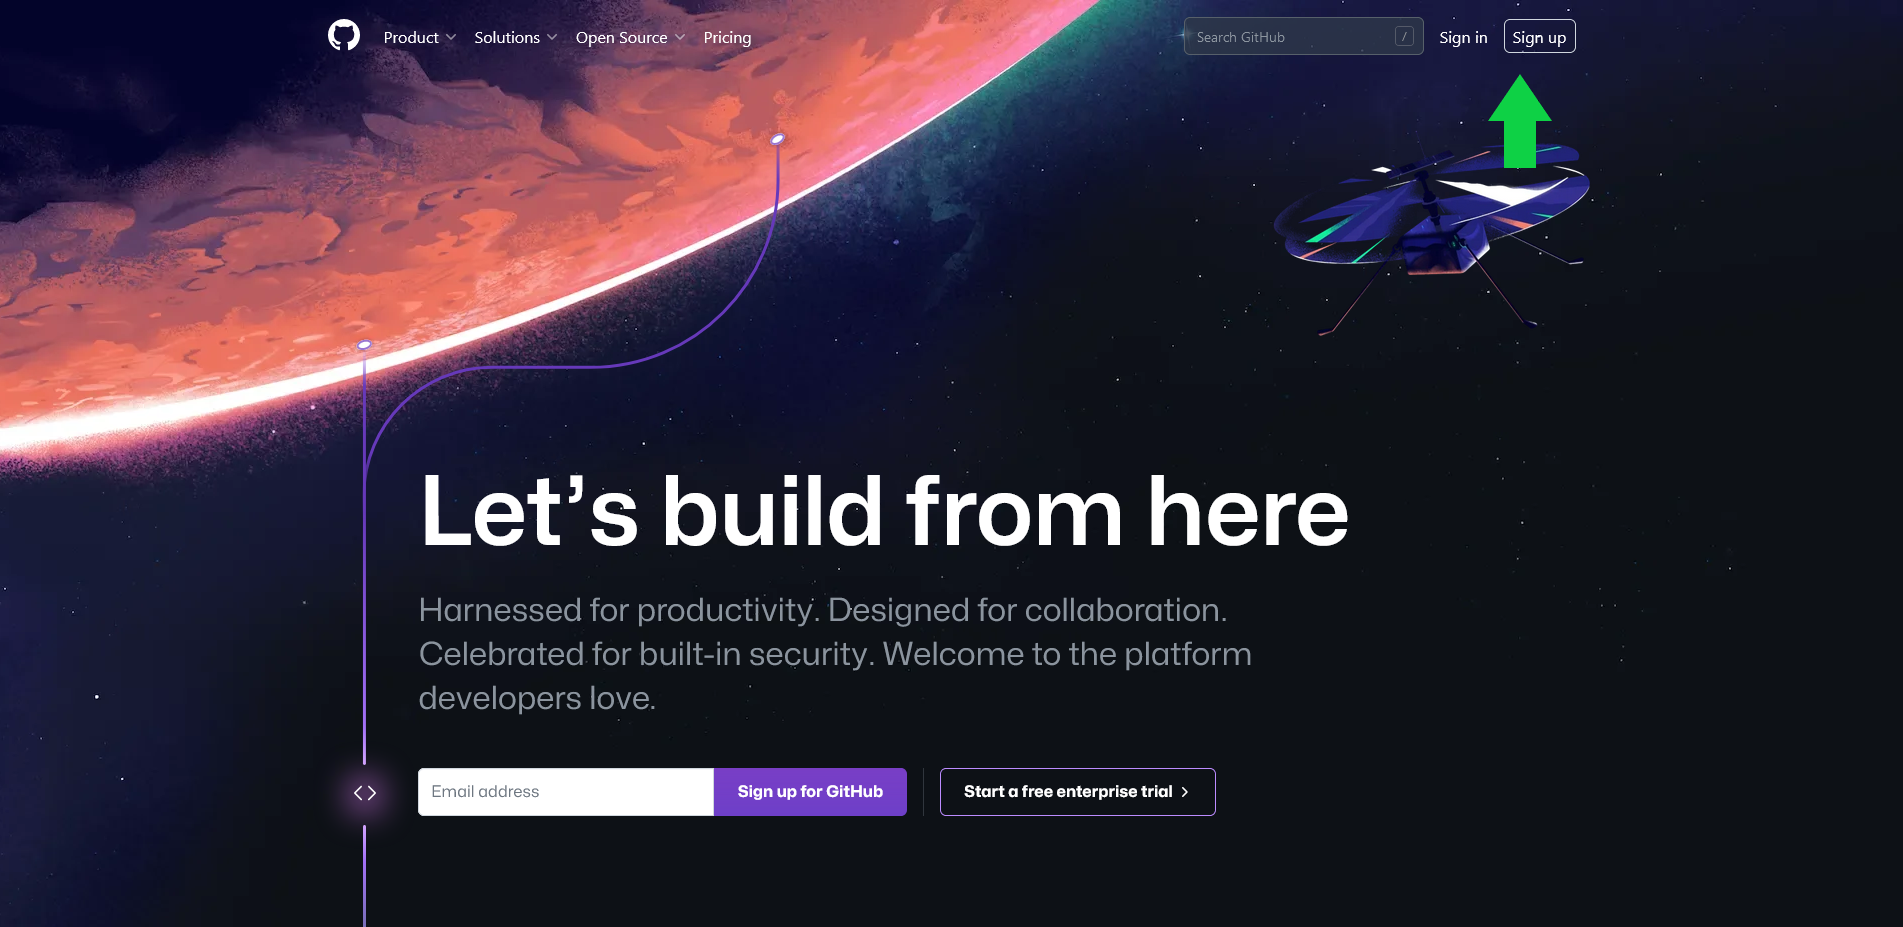 Product
Solutions
Open Source
Pricing
Search GitHub
/
Sign in
Sign up
Let’s build from here
Harnessed for productivity. Designed for collaboration.
Celebrated for built-in security. Welcome to the platform
developers love.
Email address
Sign up for GitHub
Start a free enterprise trial